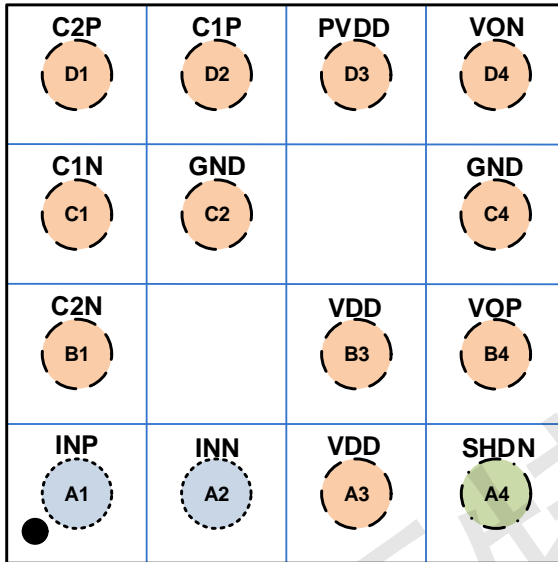 C2P C1P PVDD VON
D1 D2 D3 D4
C1N GND GND
C1 C2 C4
C2N VDD VOP
B1 B3 B4
INP INN VDD SHDN
A1 A2 A3 A4